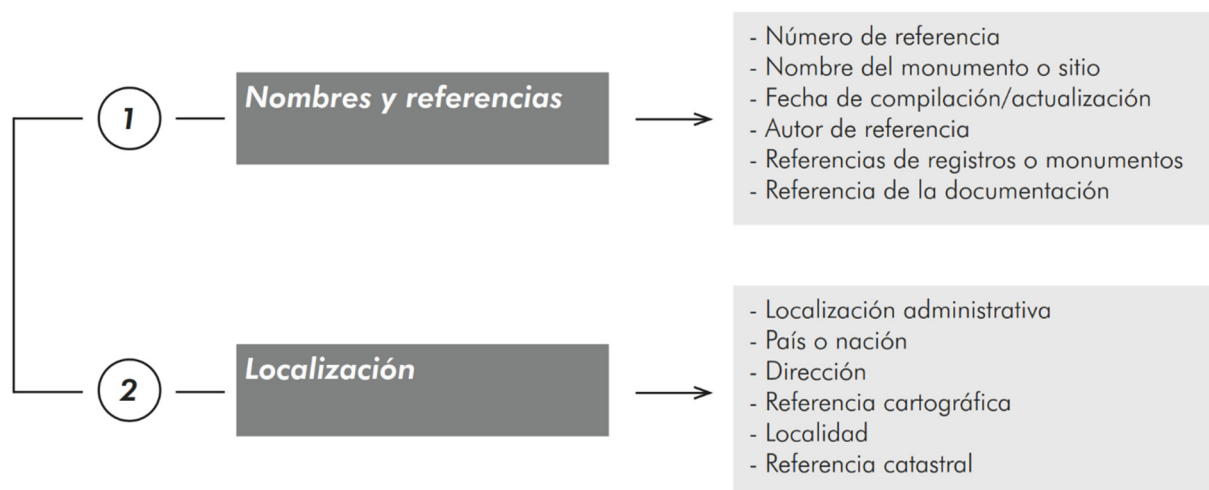 1
Nombres y referencias
- Número de referencia
- Nombre del monumento o sitio
- Fecha de compilación/actualización
- Autor de referencia
- Referencias de registros o monumentos
- Referencia de la documentación
2
Localización
- Localización administrativa
- País o nación
- Dirección
- Referencia cartográfica
- Localidad
- Referencia catastral